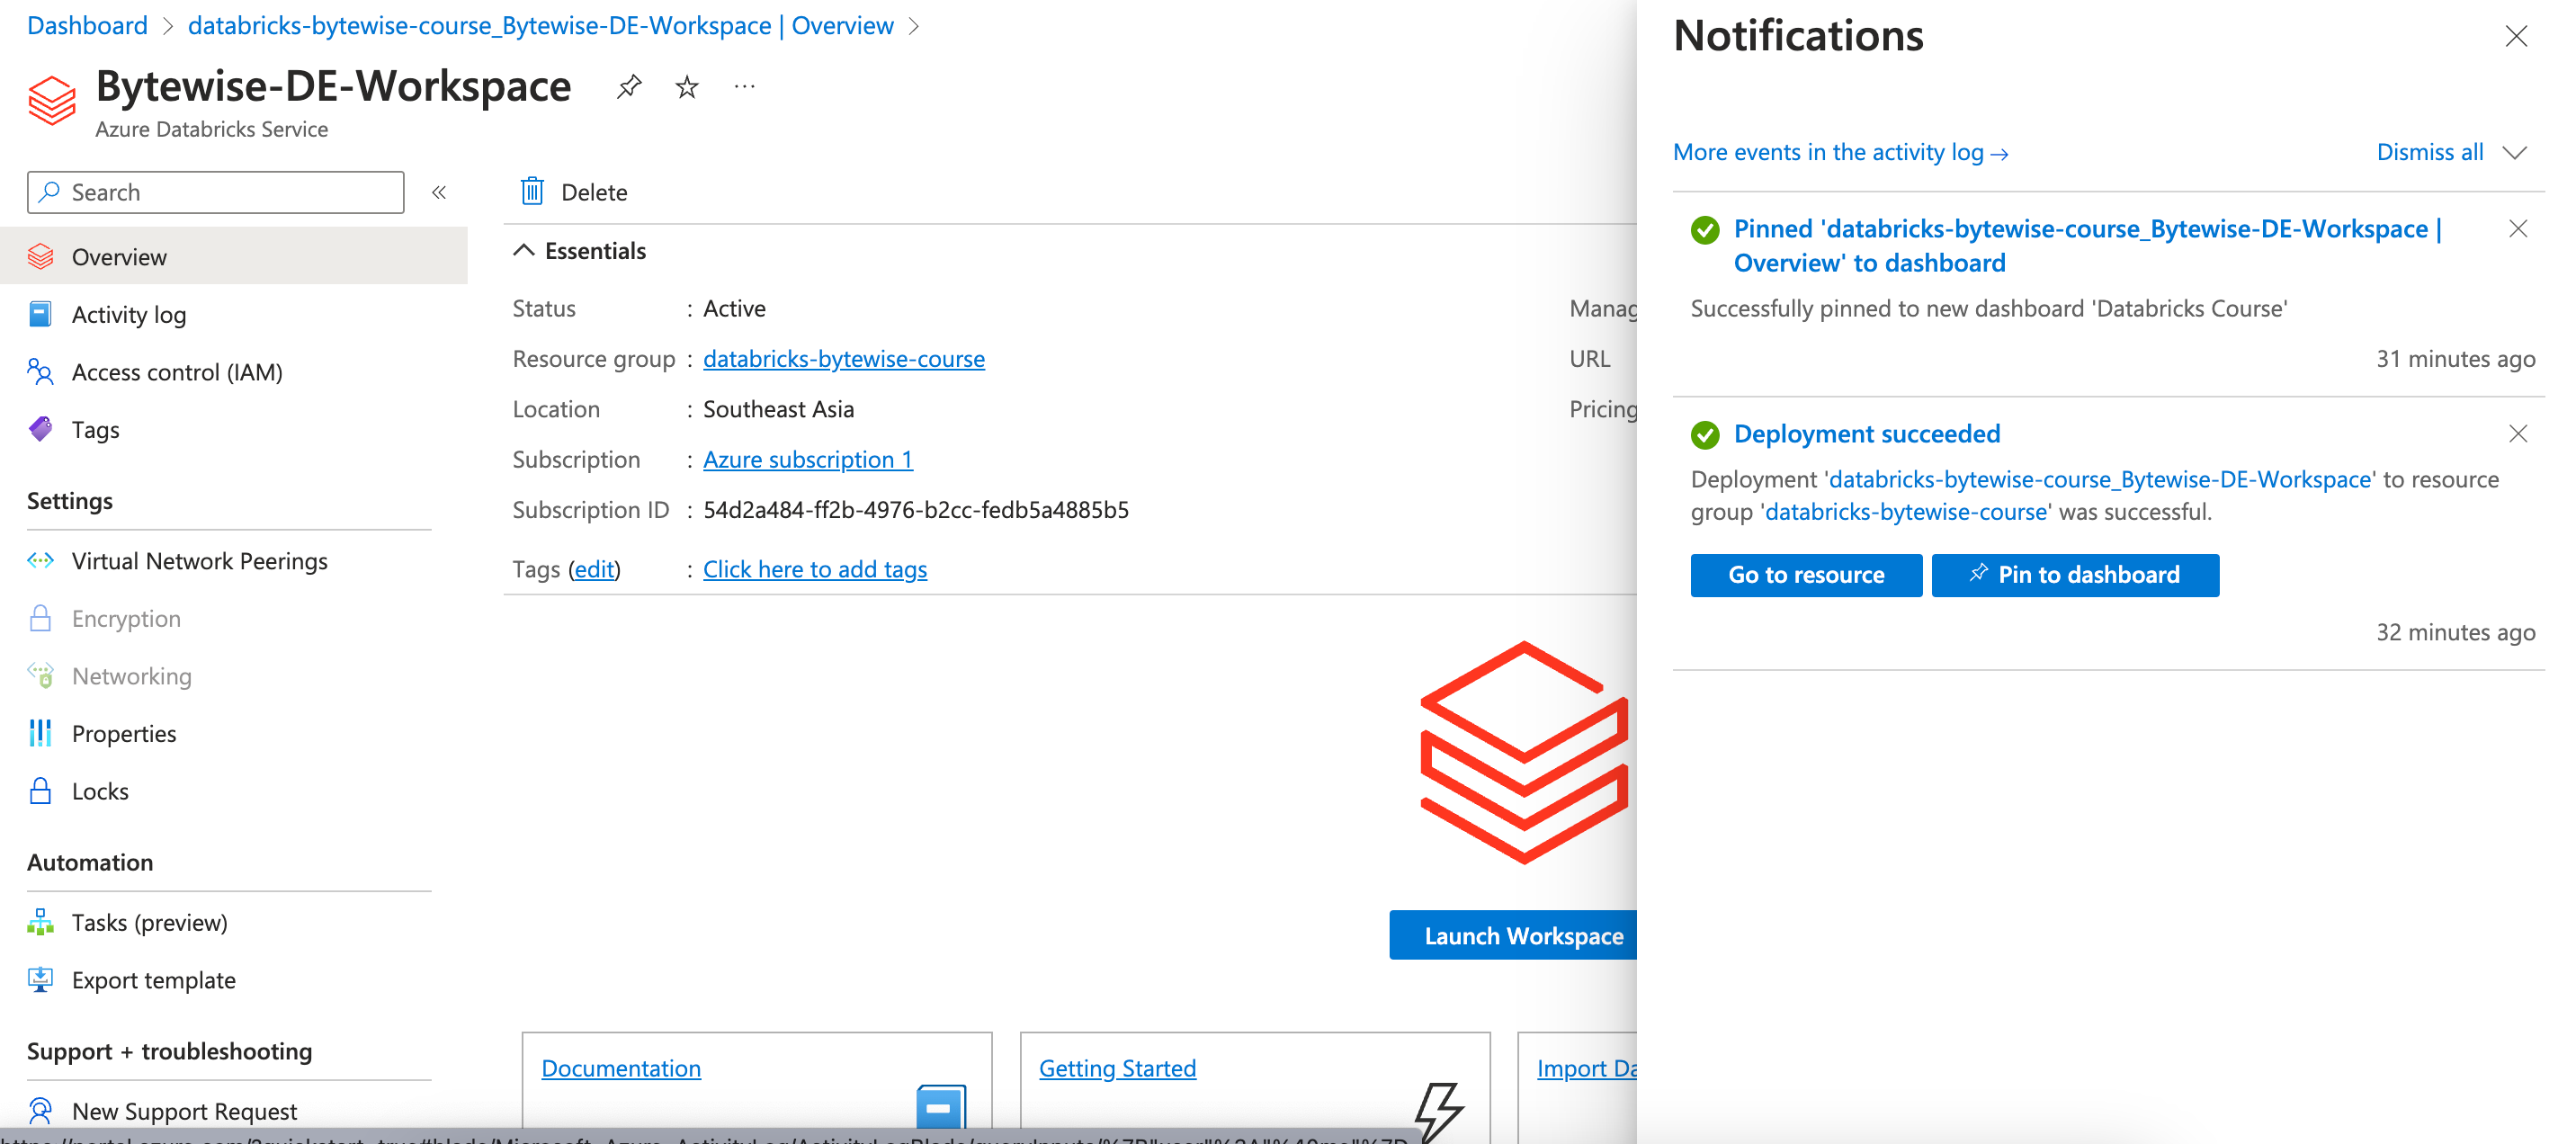 Dashboard > databricks-bytewise-course_Bytewise-DE-Workspace | Overview >
Bytewise-DE-Workspace
Azure Databricks Service
Search
Overview
Activity log
Access control (IAM)
Tags
Settings
Virtual Network Peerings
Encryption
Networking
Properties
Locks
Automation
Tasks (preview)
Export template
Support + troubleshooting
New Support Request
Delete
Essentials
Status : Active
Resource group : databricks-bytewise-course
Location : Southeast Asia
Subscription : Azure subscription 1
Subscription ID : 54d2a484-ff2b-4976-b2cc-fedb5a4885b5
Tags (edit) : Click here to add tags
Manag
URL
Pricing
Launch Workspace
Documentation
Getting Started
Import Da
Notifications
More events in the activity log →
Dismiss all
Pinned 'databricks-bytewise-course_Bytewise-DE-Workspace |
Overview' to dashboard
Successfully pinned to new dashboard 'Databricks Course'
31 minutes ago
Deployment succeeded
Deployment 'databricks-bytewise-course_Bytewise-DE-Workspace' to resource
group 'databricks-bytewise-course' was successful.
Go to resource
Pin to dashboard
32 minutes ago